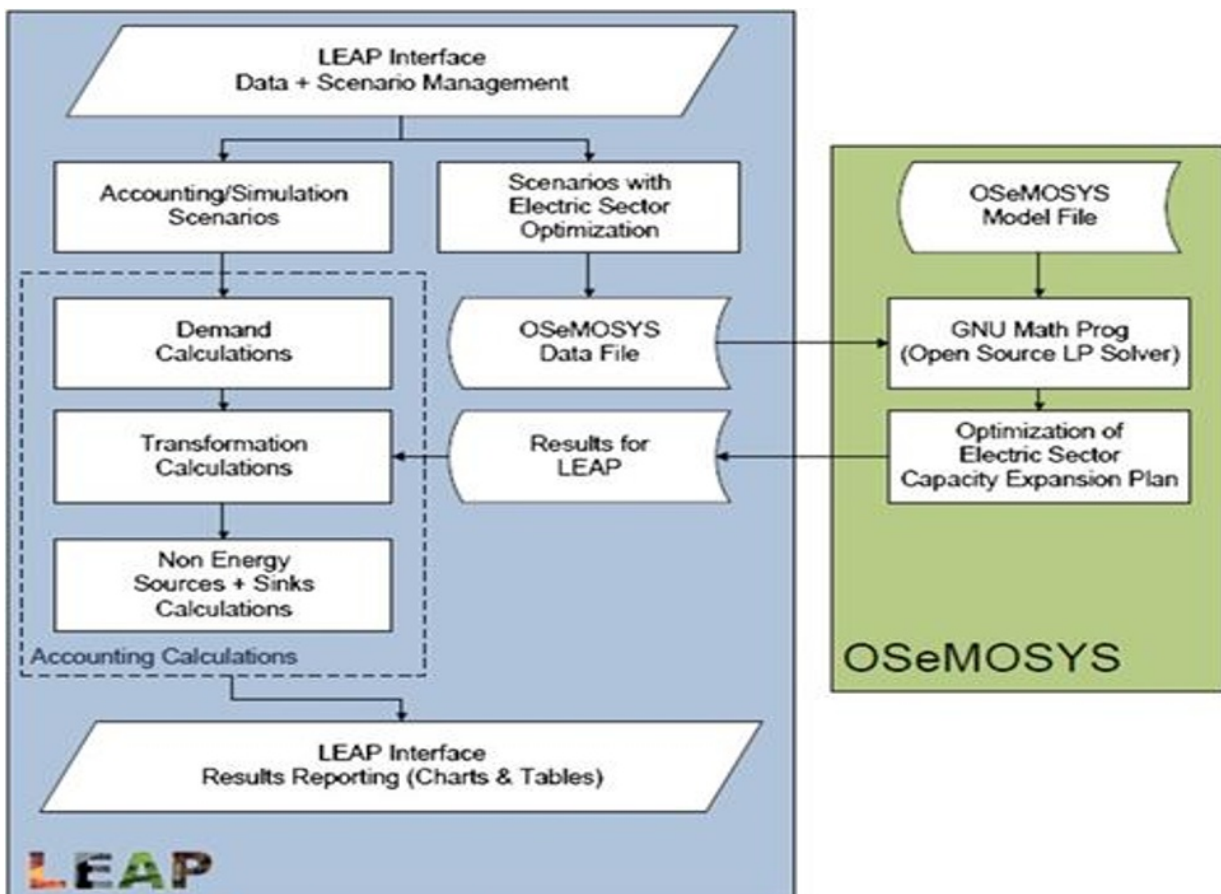 LEAP Interface
Data + Scenario Management
Accounting/Simulation
Scenarios
Scenarios with
Electric Sector
Optimization
OSeMOSYS
Model File
Demand
Calculations
OSeMOSYS
Data File
GNU Math Prog
(Open Source LP Solver)
Transformation
Calculations
Results for
LEAP
Optimization of
Electric Sector
Capacity Expansion Plan
Non Energy
Sources + Sinks
Calculations
Accounting Calculations
OSeMOSYS
LEAP Interface
Results Reporting (Charts & Tables)
LEAP